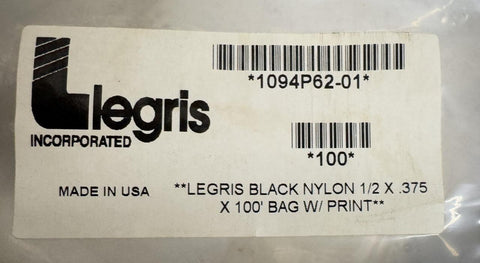 legris
INCORPORATED
*1094P62-01*
*100*
MADE IN USA
**LEGRIS BLACK NYLON 1/2 X .375
X 100' BAG W/ PRINT**